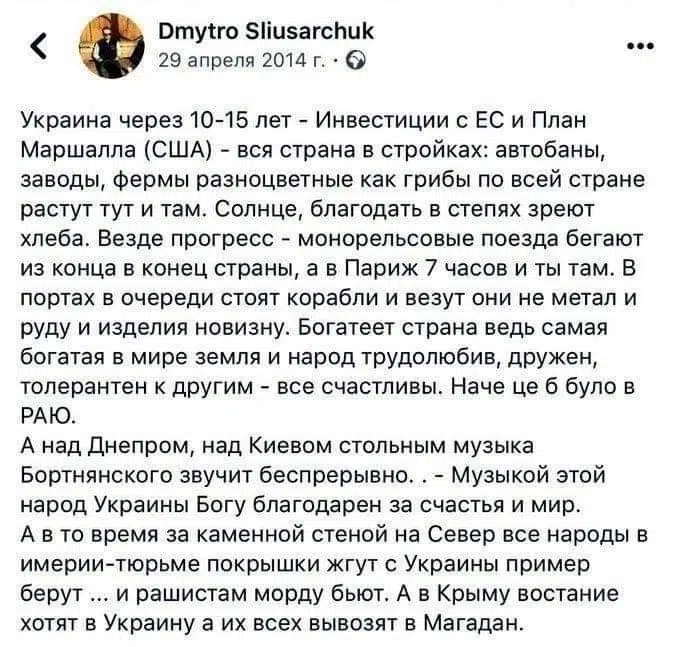 Dmytro Sliusarchuk
29 апреля 2014 г. ·
Украина через 10-15 лет - Инвестиции с ЕС и План
Маршалла (США) - вся страна в стройках: автобаны,
заводы, фермы разноцветные как грибы по всей стране
растут тут и там. Солнце, благодать в степях зреют
хлеба. Везде прогресс - монорельсовые поезда бегают
из конца в конец страны, а в Париж 7 часов и ты там. В
портах в очереди стоят корабли и везут они не метал и
руду и изделия новизну. Богатеет страна ведь самая
богатая в мире земля и народ трудолюбив, дружен,
толерантен к другим - все счастливы. Наче це б було в
РАЮ.
А над Днепром, над Киевом стольным музыка
Бортнянского звучит беспрерывно. . - Музыкой этой
народ Украины Богу благодарен за счастья и мир.
А в то время за каменной стеной на Север все народы в
имерии-тюрьме покрышки жгут с Украины пример
берут ... и рашистам морду бьют. А в Крыму востание
хотят в Украину а их всех вывозят в Магадан.